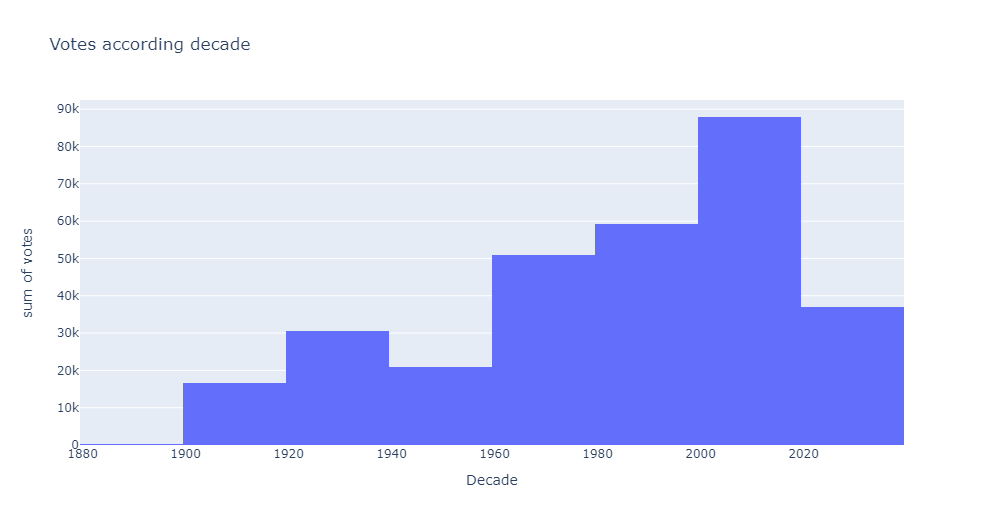 Votes according decade
90k
80k
70k
60k
50k
40k
30k
20k
10k
0
sum of votes
1880 1900 1920 1940 1960 1980 2000 2020
Decade